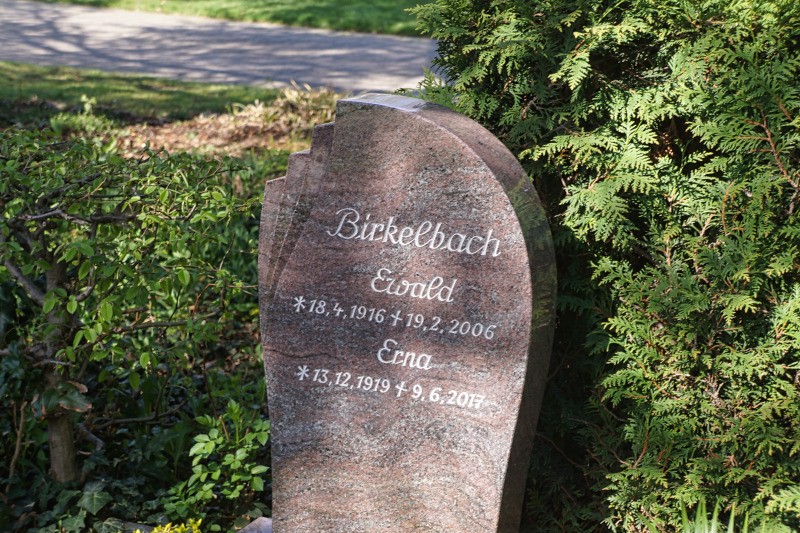 Birkelbach
Ewald
*18.4.1916 †19.2.2006
Erna
*13.12.1919 †9.6.2017